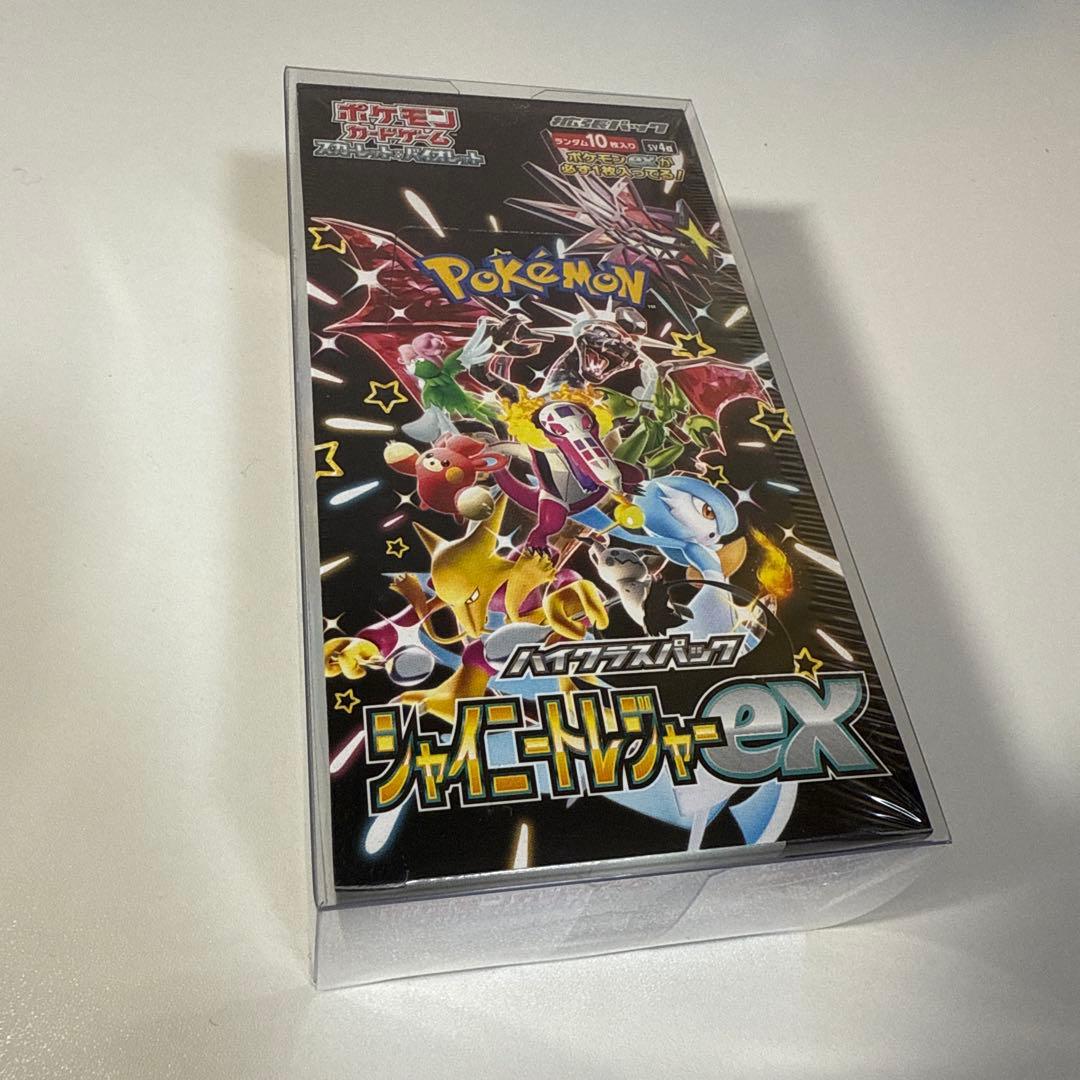 ポケモン
カードゲーム
スカーレット&バイオレット
拡張パック
ランダム10枚入り
sv4a
ポケモンexが
必ず1枚入ってる!
POKéMON
TM
ハイクラスパック
シャイニートレジャーex